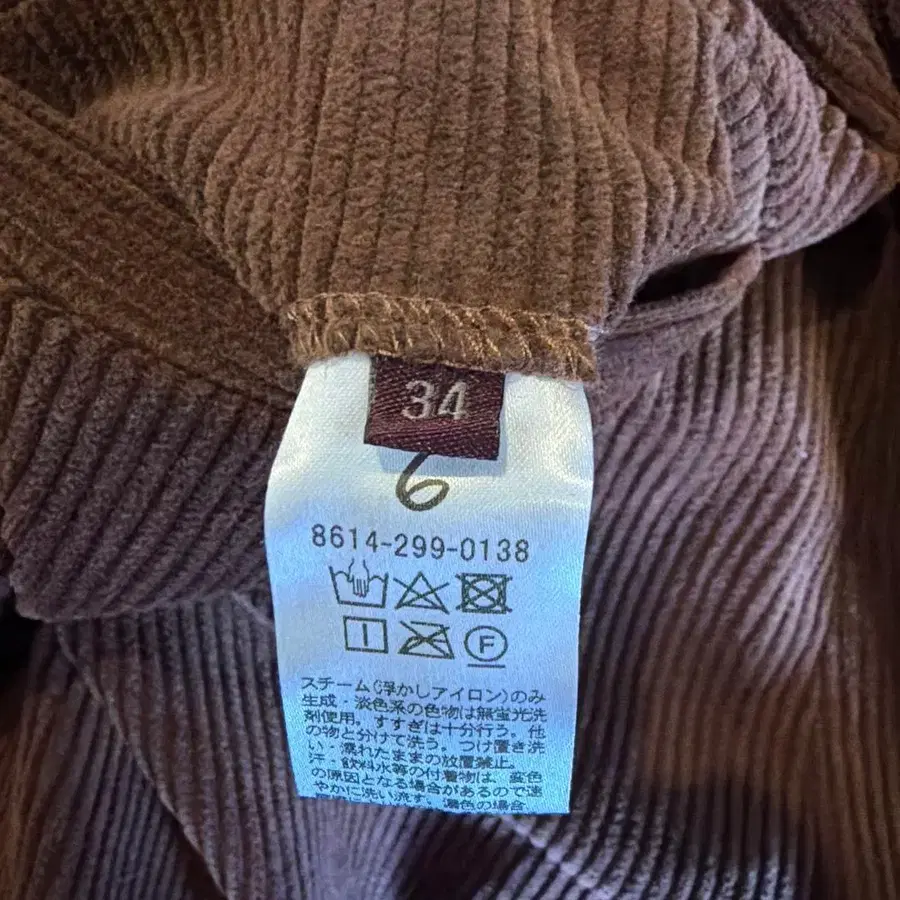 34
6
8614-299-0138
F
スチーム(浮かしアイロン)のみ
生成・淡色系の色物は無蛍光洗
剤使用。すすぎは十分行う。他
の物と分けて洗う。つけ置き洗
い・濡れたままの放置禁止。
汗・飲料水等の付着物は、変色
の原因となる場合があるので速
やかに洗い流す。濃色の場合、